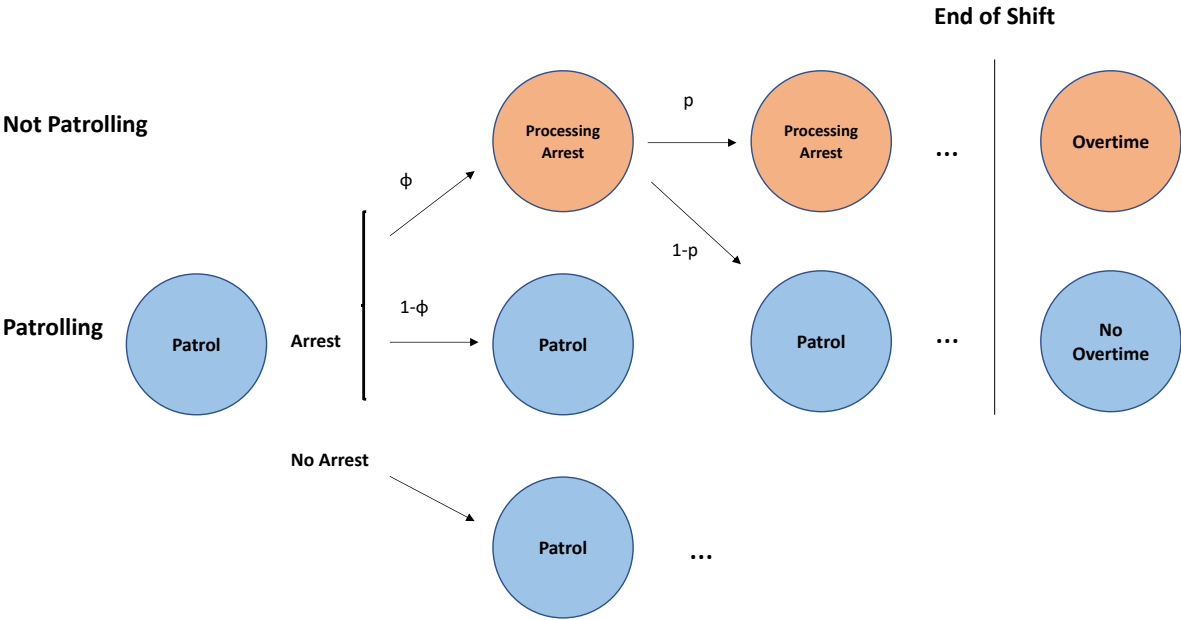 End of Shift
Not Patrolling
Processing
Arrest
p
Processing
Arrest
...
Overtime
ϕ
1-p
Patrolling
Patrol
Arrest
1-ϕ
Patrol
Patrol
...
No
Overtime
No Arrest
Patrol
...